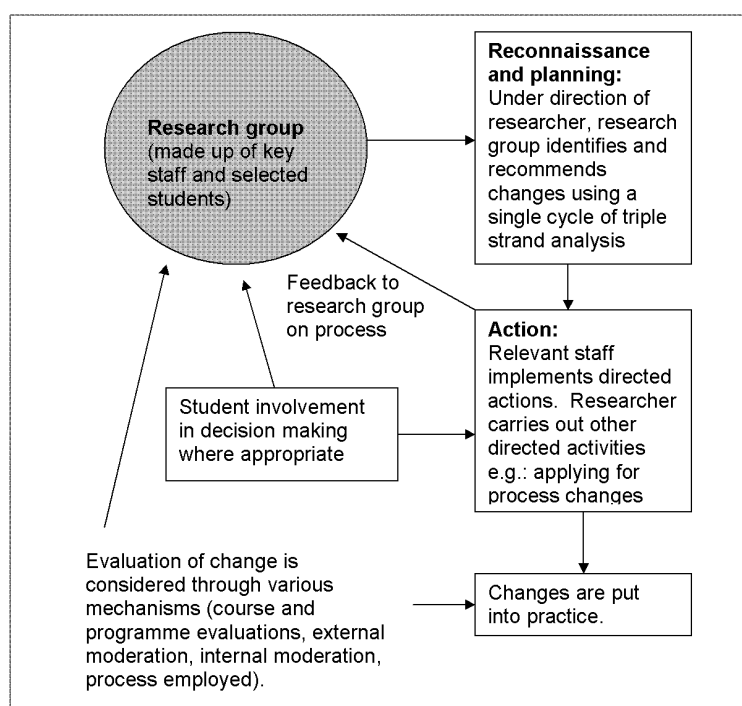 Research group
(made up of key
staff and selected
students)
Reconnaissance
and planning:
Under direction of
researcher, research
group identifies and
recommends
changes using a
single cycle of triple
strand analysis
Feedback to
research group
on process
Action:
Relevant staff
implements directed
actions.  Researcher
carries out other
directed activities
e.g.: applying for
process changes
Student involvement
in decision making
where appropriate
Evaluation of change is
considered through various
mechanisms (course and
programme evaluations, external
moderation, internal moderation,
process employed).
Changes are put
into practice.